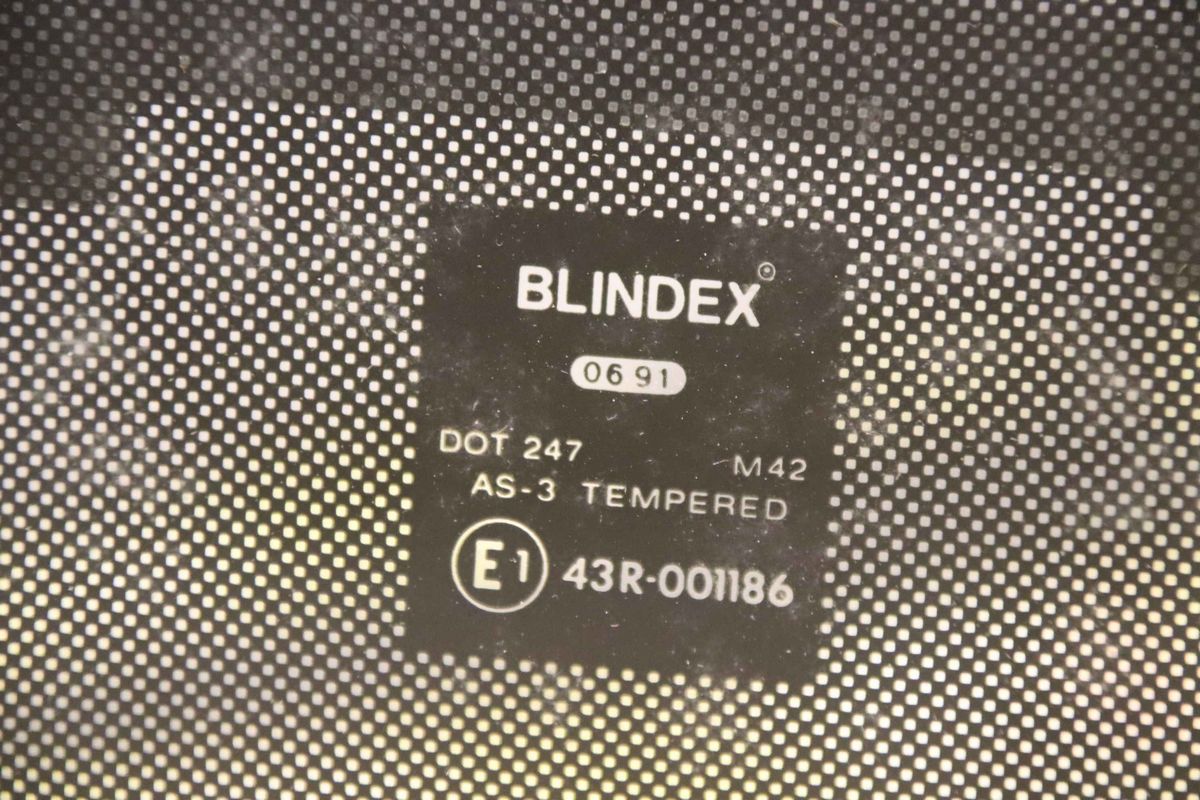 BLINDEX®
0691
DOT 247 M42
AS-3 TEMPERED
E1 43R-001186